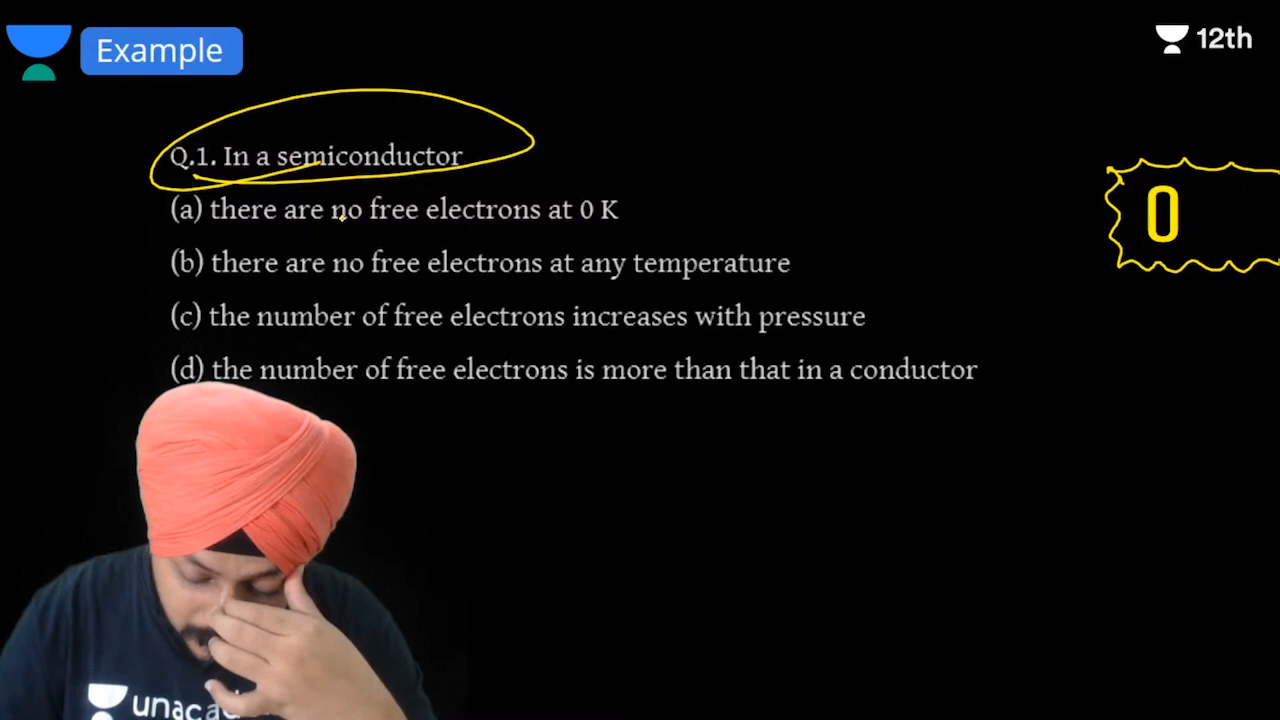 Example
12th
Q.1. In a semiconductor
(a) there are no free electrons at 0 K
0
(b) there are no free electrons at any temperature
(c) the number of free electrons increases with pressure
(d) the number of free electrons is more than that in a conductor